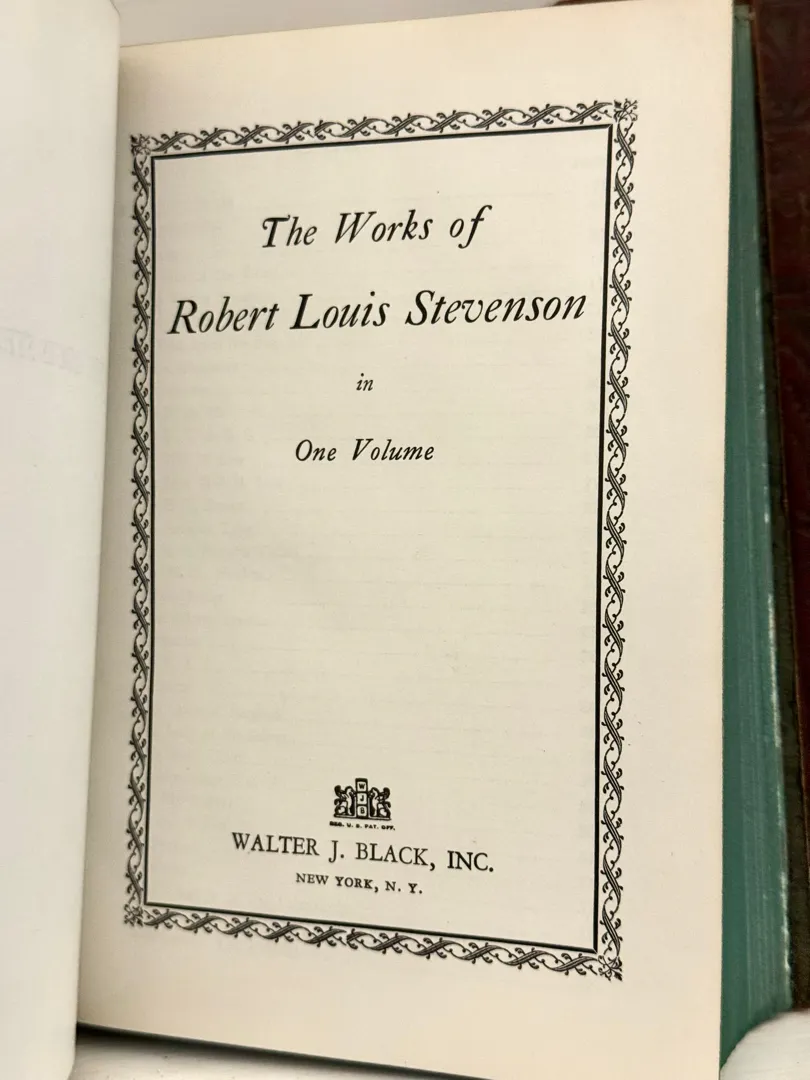 The Works of
Robert Louis Stevenson
in
One Volume
W
J
B
REG. U. S. PAT. OFF.
WALTER J. BLACK, INC.
NEW YORK, N. Y.